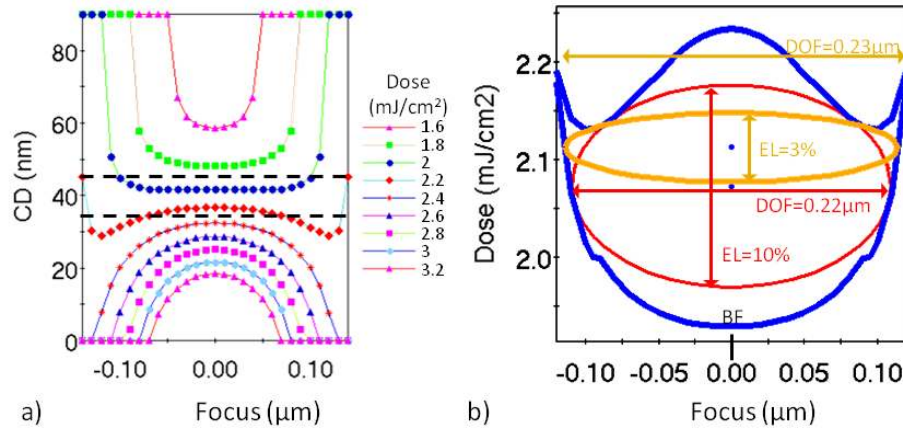 80
60
40
20
0
CD (nm)
-0.10 0.00 0.10
Focus (µm)
a)
Dose
(mJ/cm²)
1.6
1.8
2
2.2
2.4
2.6
2.8
3
3.2
2.2
2.1
2.0
Dose (mJ/cm2)
DOF=0.23µm
EL=3%
DOF=0.22µm
EL=10%
BF
-0.10 -0.05 0.00 0.05 0.10
Focus (µm)
b)